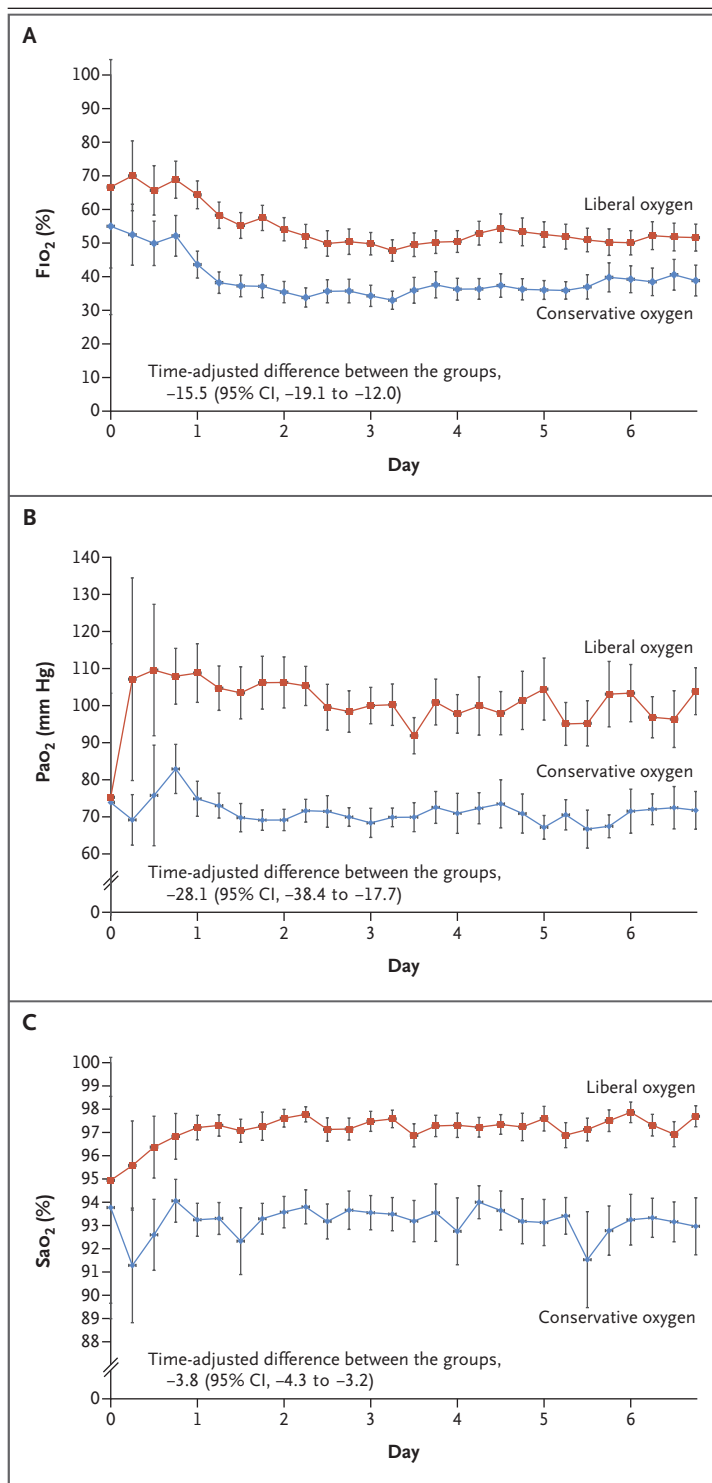 A
100
90
80
70
60
50
40
30
20
10
0
FIO₂ (%)
Liberal oxygen
Conservative oxygen
Time-adjusted difference between the groups,
−15.5 (95% CI, −19.1 to −12.0)
0 1 2 3 4 5 6
Day
B
140
130
120
110
100
90
80
70
60
0
PaO₂ (mm Hg)
Liberal oxygen
Conservative oxygen
Time-adjusted difference between the groups,
−28.1 (95% CI, −38.4 to −17.7)
0 1 2 3 4 5 6
Day
C
100
99
98
97
96
95
94
93
92
91
90
89
88
0
SaO₂ (%)
Liberal oxygen
Conservative oxygen
Time-adjusted difference between the groups,
−3.8 (95% CI, −4.3 to −3.2)
0 1 2 3 4 5 6
Day